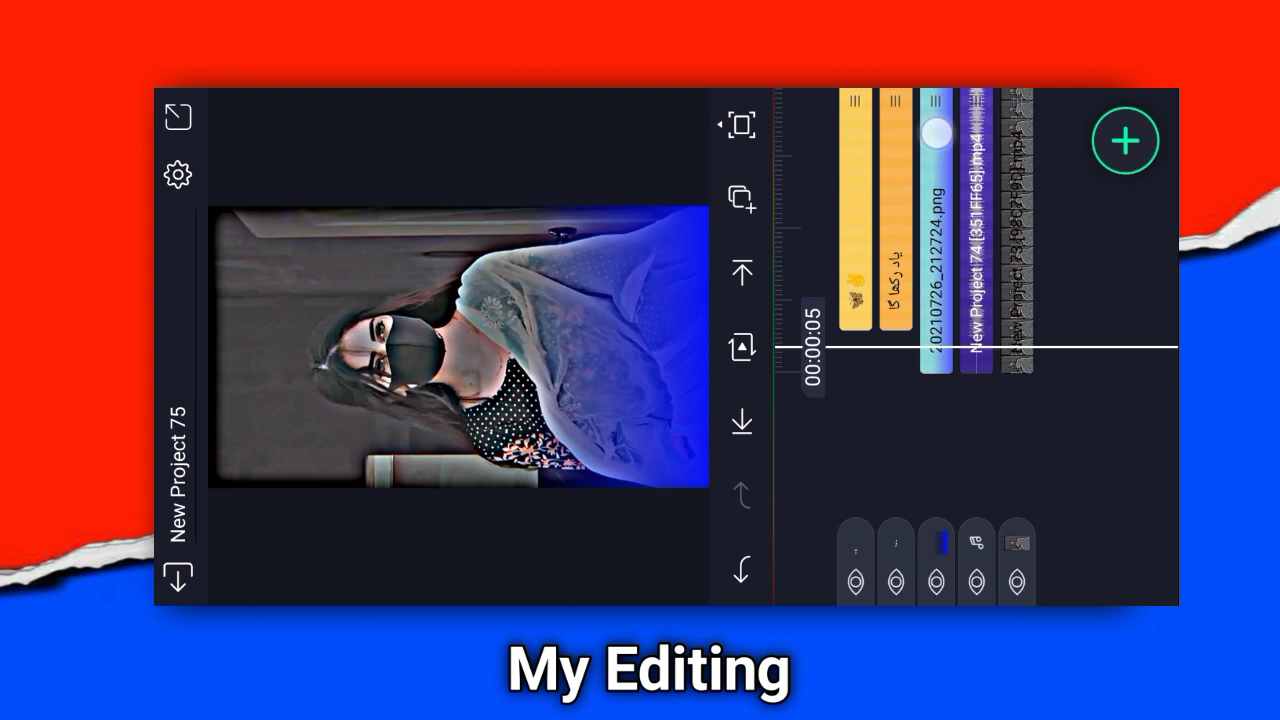 New Project 75
00:00:05
🦋✌
یاد رکھا گا
20210726_212724.png
New Project 74 [351FF65].mp4
My Editing